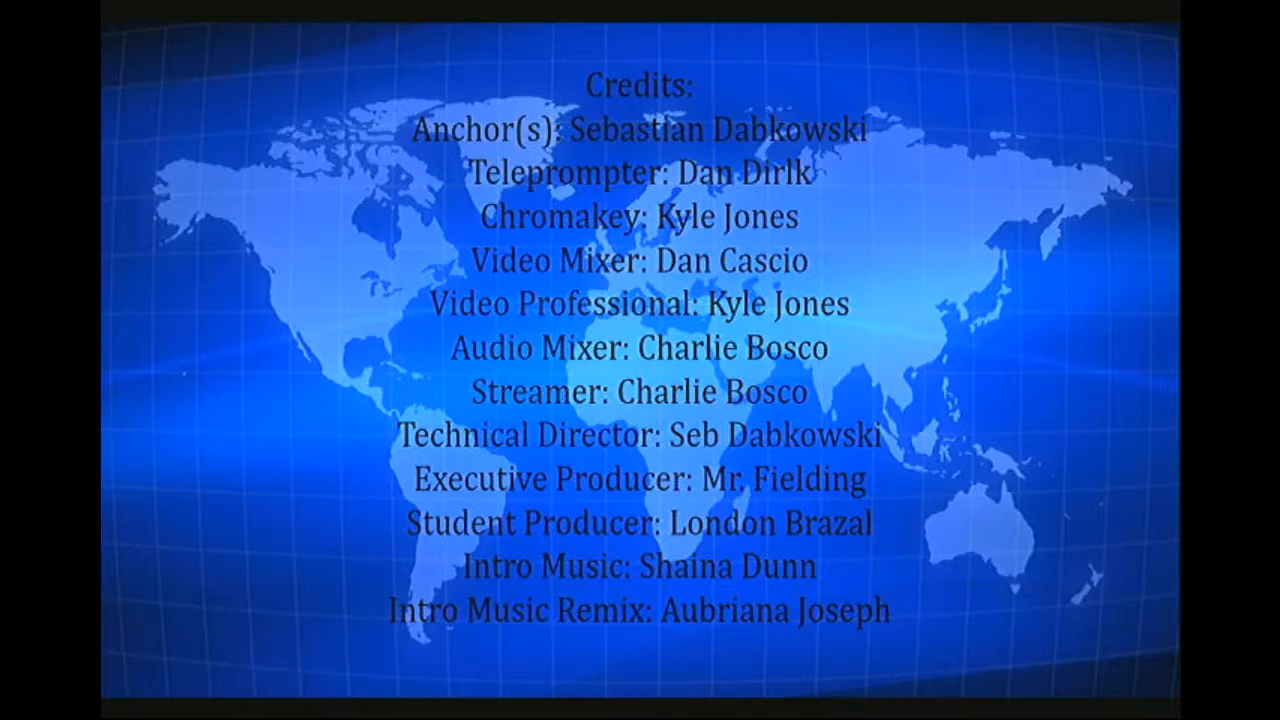 Credits:
Anchor(s): Sebastian Dabkowski
Teleprompter: Dan Dirlk
Chromakey: Kyle Jones
Video Mixer: Dan Cascio
Video Professional: Kyle Jones
Audio Mixer: Charlie Bosco
Streamer: Charlie Bosco
Technical Director: Seb Dabkowski
Executive Producer: Mr. Fielding
Student Producer: London Brazal
Intro Music: Shaina Dunn
Intro Music Remix: Aubriana Joseph